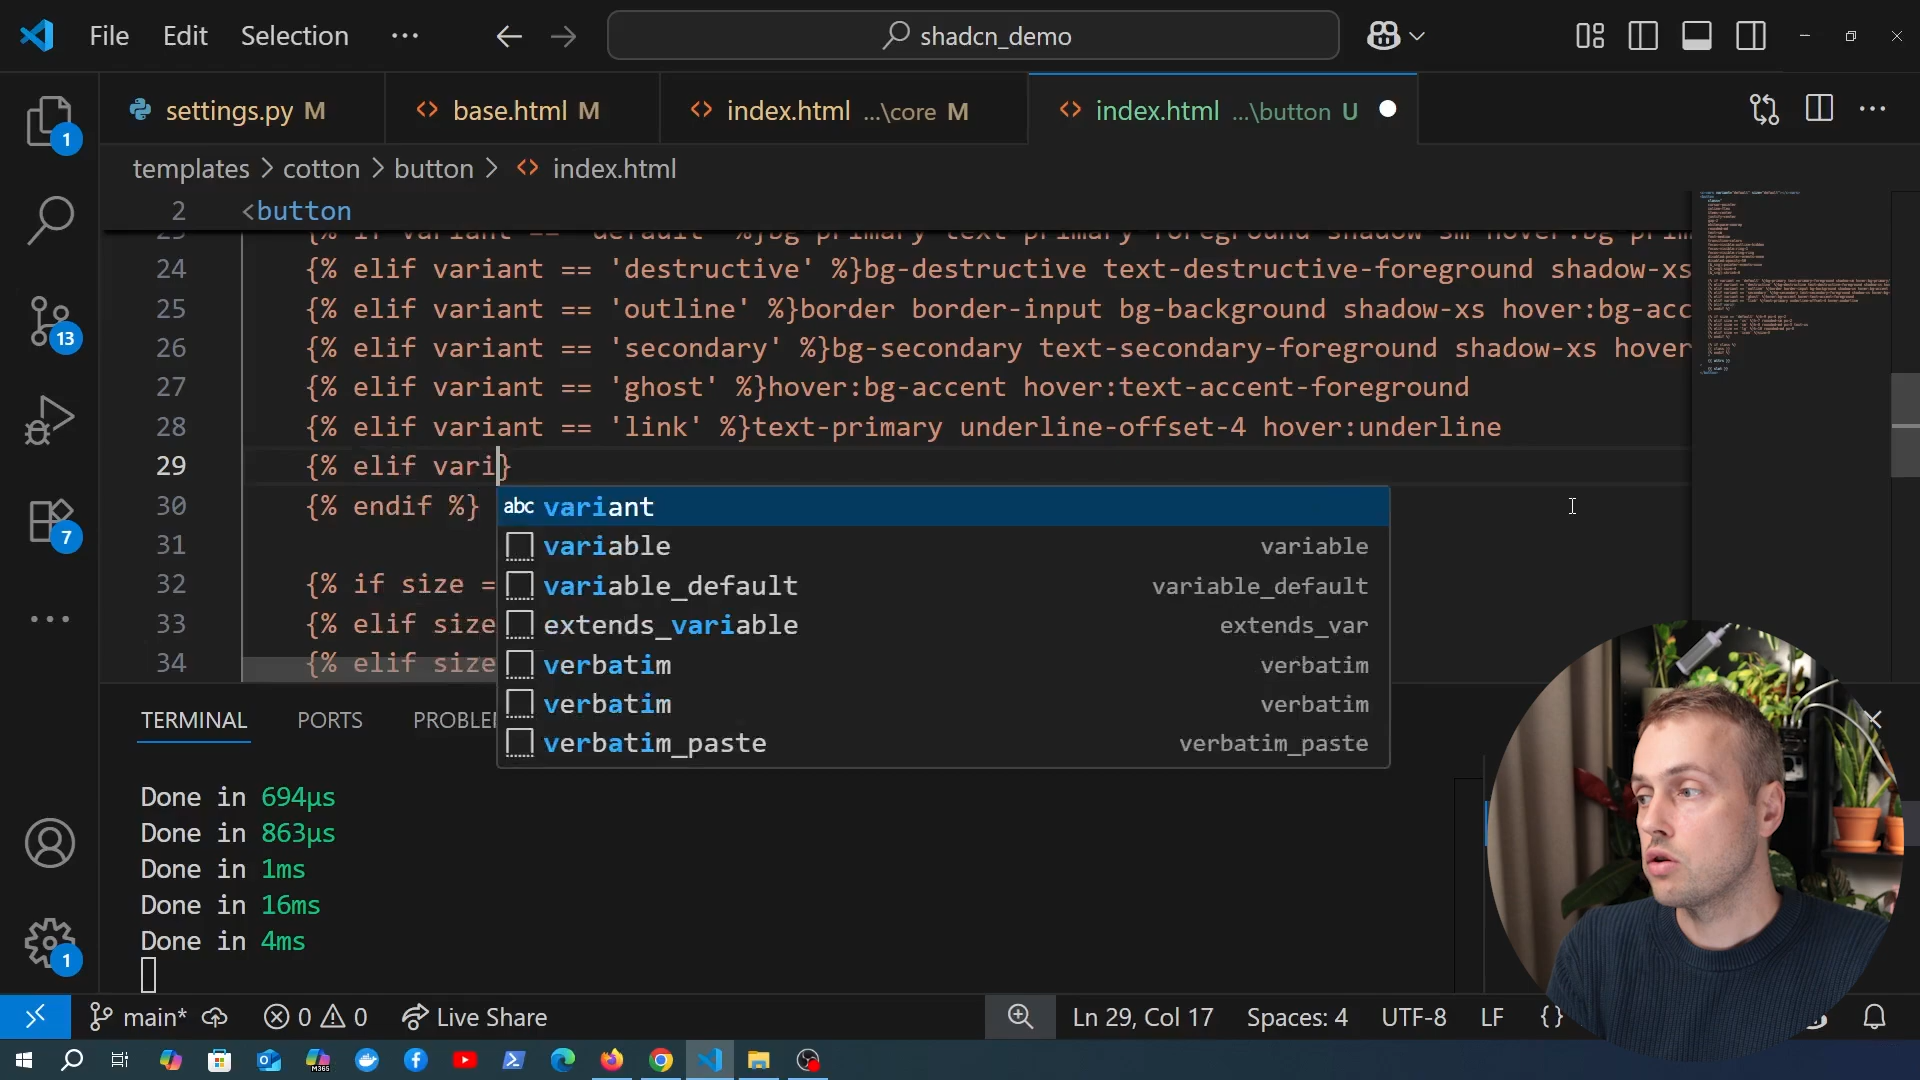 File Edit Selection ...
shadcn_demo
settings.py M
base.html M
index.html ...\core M
index.html ...\button U
templates > cotton > button > <> index.html
2 <button
24 {% elif variant == 'destructive' %}bg-destructive text-destructive-foreground shadow-xs
25 {% elif variant == 'outline' %}border border-input bg-background shadow-xs hover:bg-acc
26 {% elif variant == 'secondary' %}bg-secondary text-secondary-foreground shadow-xs hover
27 {% elif variant == 'ghost' %}hover:bg-accent hover:text-accent-foreground
28 {% elif variant == 'link' %}text-primary underline-offset-4 hover:underline
29 {% elif vari}
30 {% endif %}
31
32 {% if size =
33 {% elif size
34 {% elif size
abc variant
variable variable
variable_default variable_default
extends_variable extends_var
verbatim verbatim
verbatim verbatim
verbatim_paste verbatim_paste
TERMINAL PORTS PROBLE
Done in 694µs
Done in 863µs
Done in 1ms
Done in 16ms
Done in 4ms
1
13
7
1
main* 0 0 Live Share Ln 29, Col 17 Spaces: 4 UTF-8 LF {}
M365